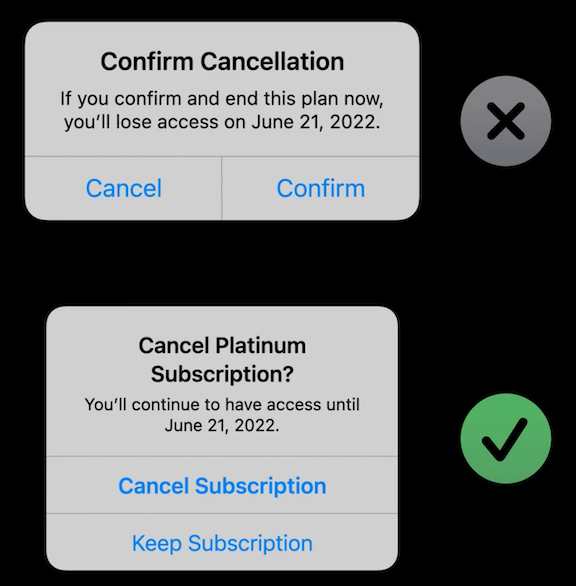 Confirm Cancellation
If you confirm and end this plan now,
you’ll lose access on June 21, 2022.
Cancel
Confirm
Cancel Platinum
Subscription?
You’ll continue to have access until
June 21, 2022.
Cancel Subscription
Keep Subscription